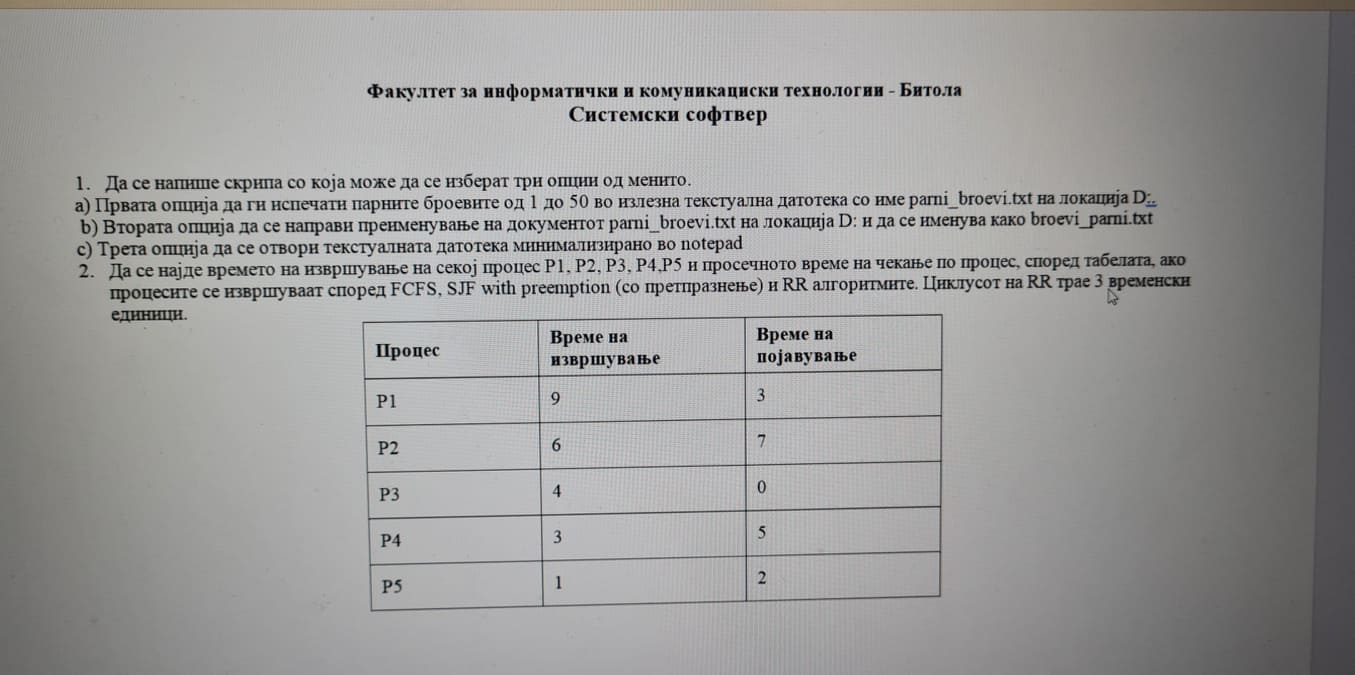 Факултет за информатички и комуникациски технологии - Битола
Системски софтвер
1. Да се напише скрипа со која може да се изберат три опции од менито.
a) Првата опција да ги испечати парните броевите од 1 до 50 во излезна текстуална датотека со име parni_broevi.txt на локација D:.
b) Втората опција да се направи преименување на документот parni_broevi.txt на локација D: и да се именува како broevi_parni.txt
c) Трета опција да се отвори текстуалната датотека минимализирано во notepad
2. Да се најде времето на извршување на секој процес P1, P2, P3, P4,P5 и просечното време на чекање по процес, според табелата, ако
процесите се извршуваат според FCFS, SJF with preemption (со претпразнење) и RR алгоритмите. Циклусот на RR трае 3 временски
единици.
Процес Време на Време на
извршување појавување
P1 9 3
P2 6 7
P3 4 0
P4 3 5
P5 1 2